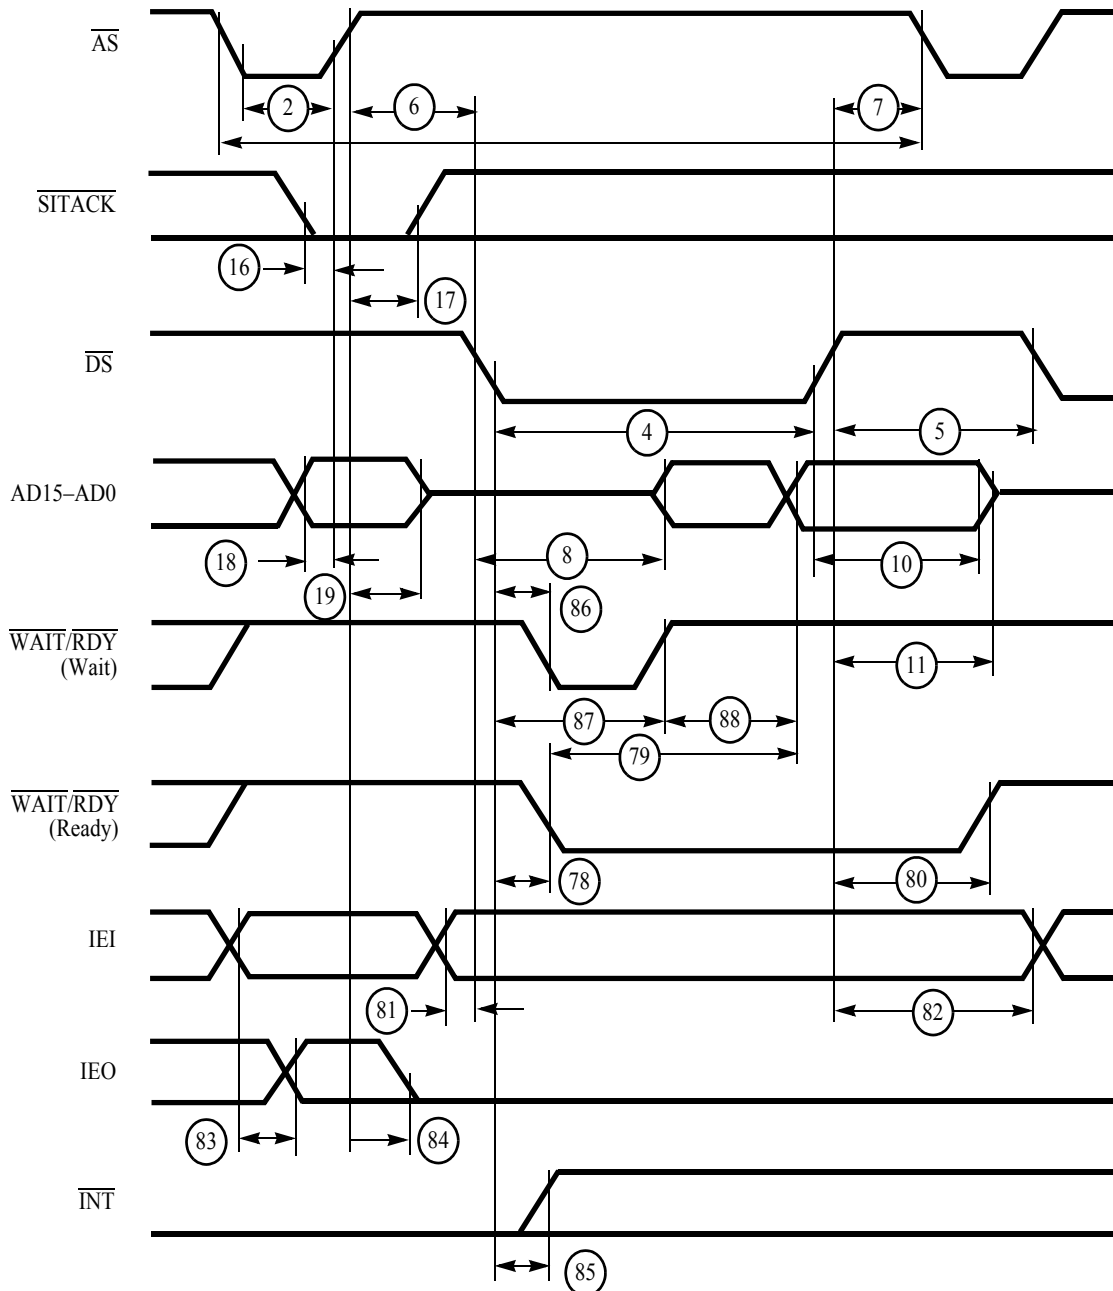 AS
2
6
7
SITACK
16
17
DS
4
5
AD15–AD0
18
8
10
19
86
WAIT/RDY
(Wait)
11
87
88
79
WAIT/RDY
(Ready)
78
80
IEI
81
82
IEO
83
84
INT
85